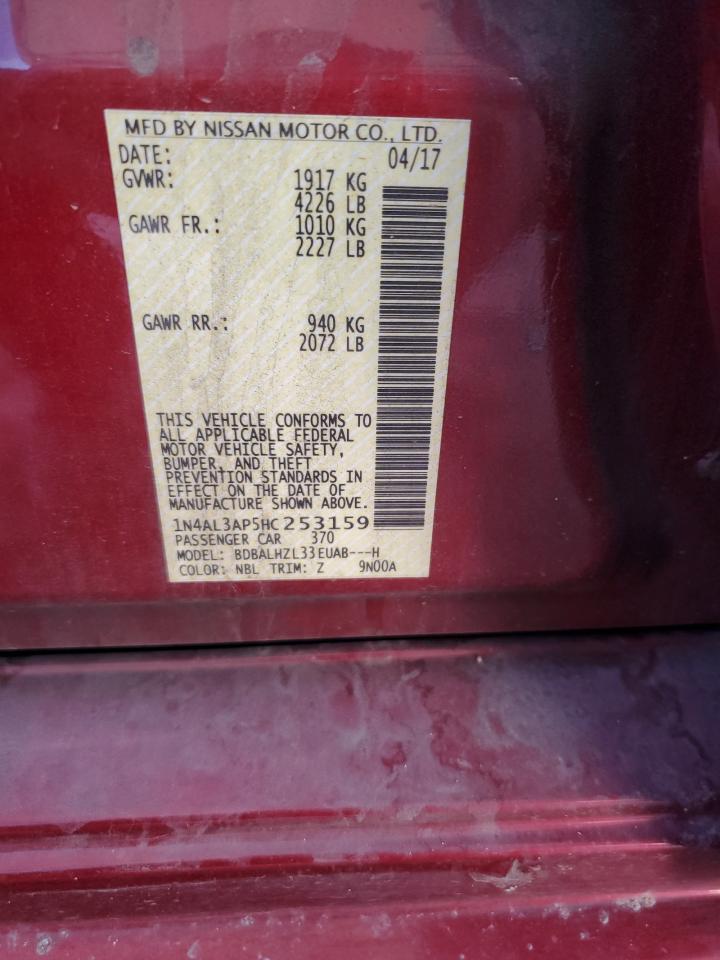 MFD BY NISSAN MOTOR CO., LTD.
DATE: 04/17
GVWR: 1917 KG
4226 LB
GAWR FR.: 1010 KG
2227 LB
GAWR RR.: 940 KG
2072 LB
THIS VEHICLE CONFORMS TO
ALL APPLICABLE FEDERAL
MOTOR VEHICLE SAFETY,
BUMPER, AND THEFT
PREVENTION STANDARDS IN
EFFECT ON THE DATE OF
MANUFACTURE SHOWN ABOVE.
1N4AL3AP5HC253159
PASSENGER CAR 370
MODEL: BDBALHZL33EUAB---H
COLOR: NBL TRIM: Z 9N00A